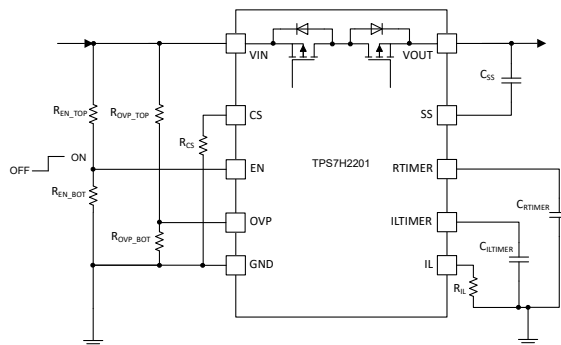 VIN
VOUT
C_SS
R_EN_TOP
R_OVP_TOP
CS
SS
R_CS
TPS7H2201
OFF
ON
EN
RTIMER
R_EN_BOT
C_RTIMER
OVP
ILTIMER
R_OVP_BOT
C_ILTIMER
GND
IL
R_IL